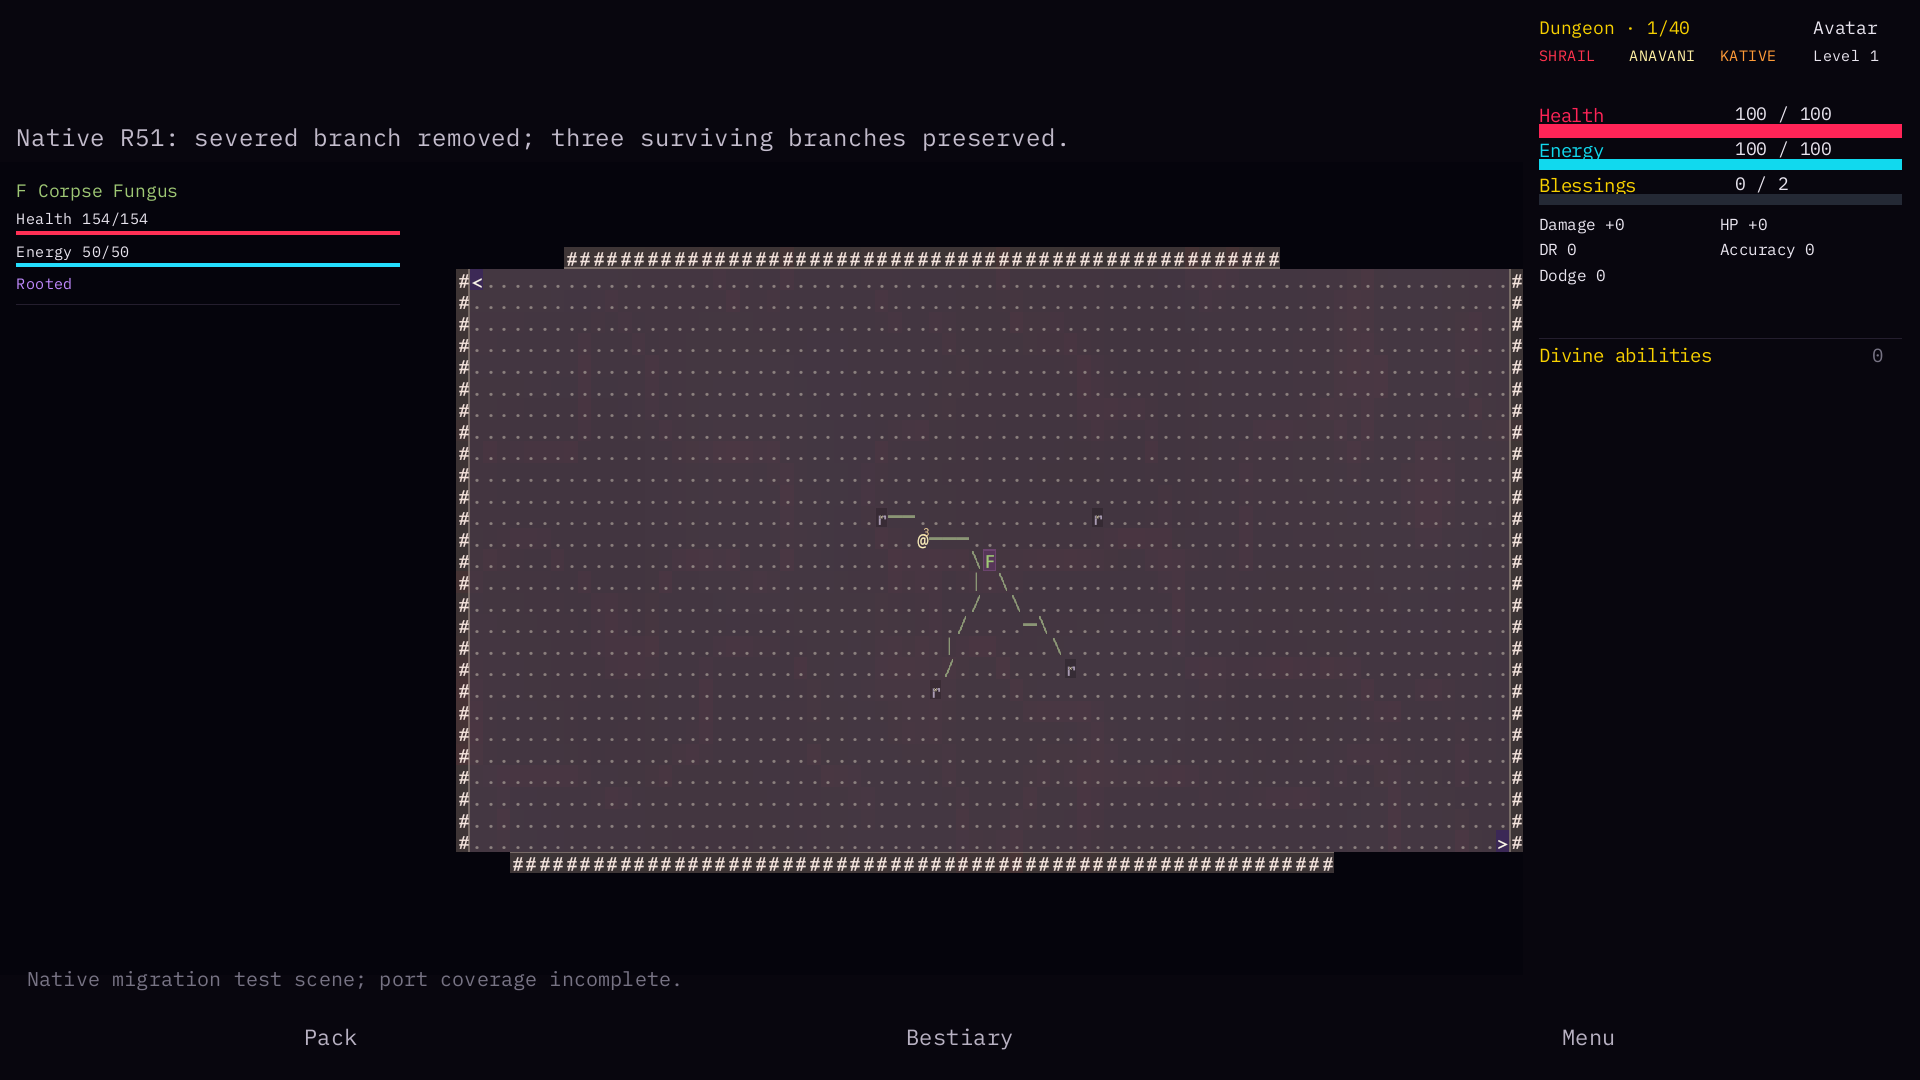 Dungeon · 1/40 Avatar
SHRAIL ANAVANI KATIVE Level 1
Health 100 / 100
Energy 100 / 100
Blessings 0 / 2
Damage +0 HP +0
DR 0 Accuracy 0
Dodge 0
Divine abilities 0
Native R51: severed branch removed; three surviving branches preserved.
F Corpse Fungus
Health 154/154
Energy 50/50
Rooted
<
r r
3
@
F
r
r
>
Native migration test scene; port coverage incomplete.
Pack Bestiary Menu